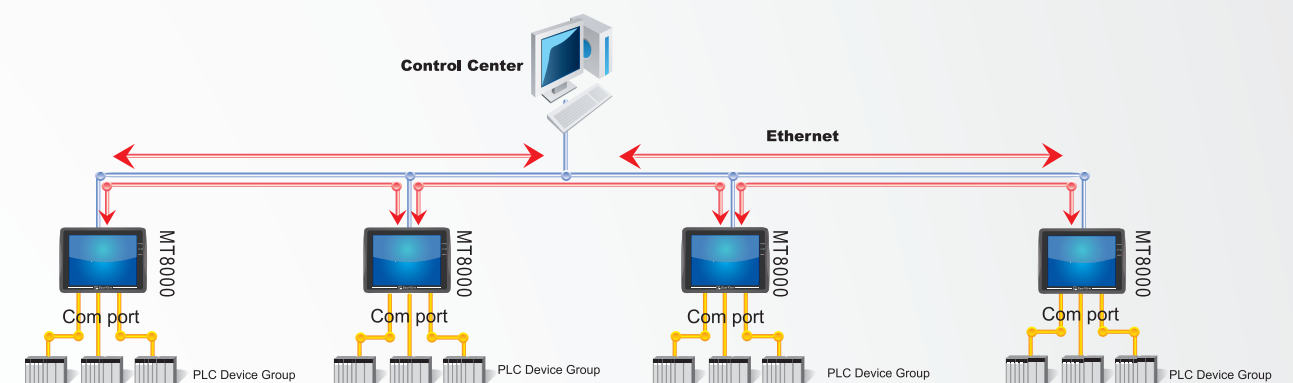 Control Center
Ethernet
MT8000
MT8000
MT8000
MT8000
Com port
Com port
Com port
Com port
PLC Device Group
PLC Device Group
PLC Device Group
PLC Device Group